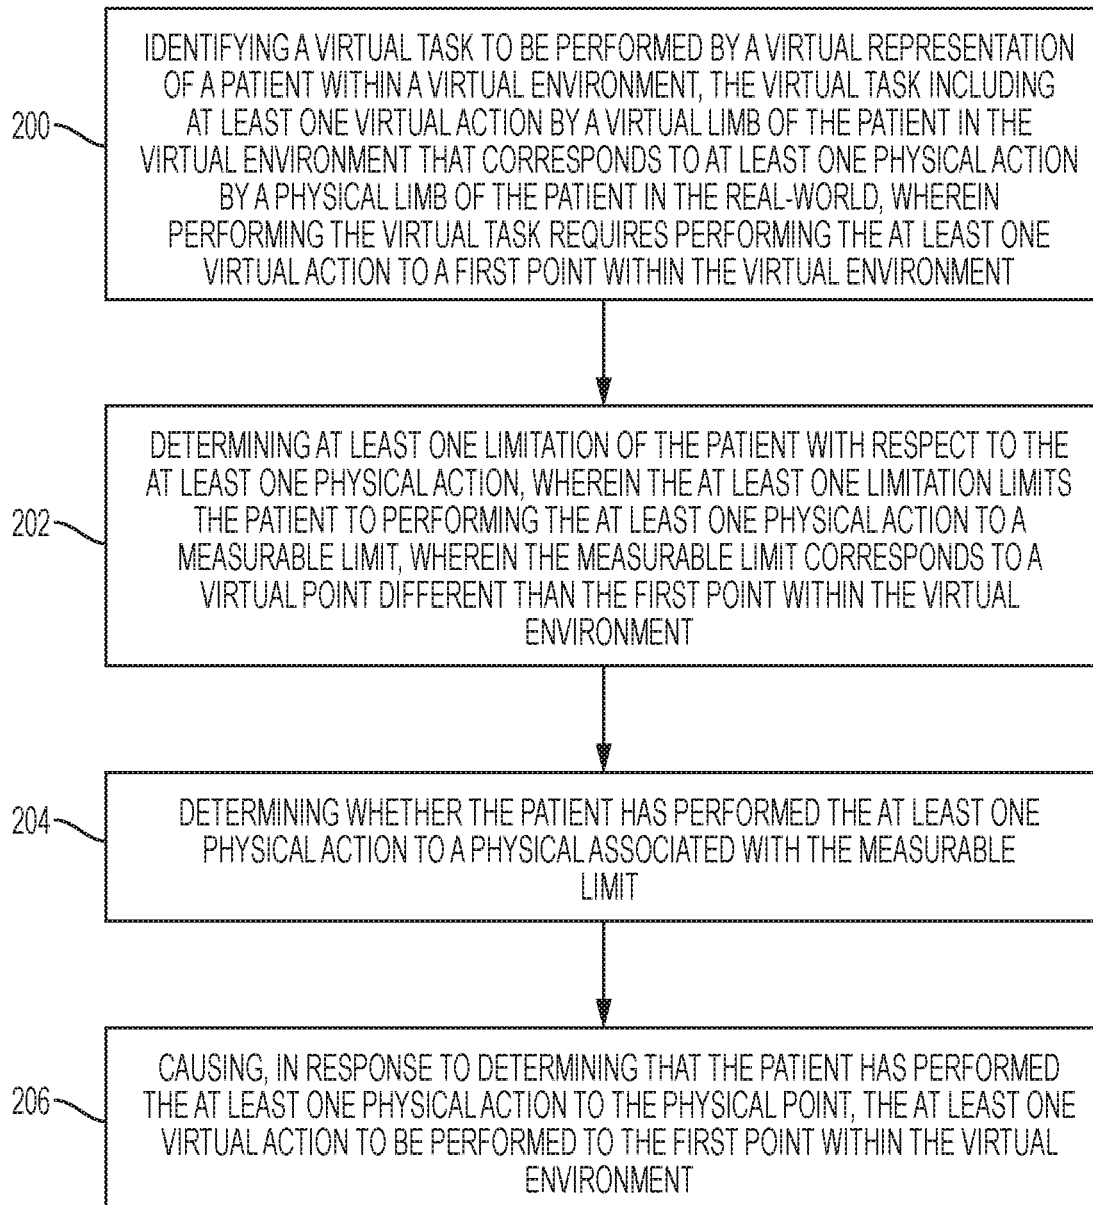 200
IDENTIFYING A VIRTUAL TASK TO BE PERFORMED BY A VIRTUAL REPRESENTATION
OF A PATIENT WITHIN A VIRTUAL ENVIRONMENT, THE VIRTUAL TASK INCLUDING
AT LEAST ONE VIRTUAL ACTION BY A VIRTUAL LIMB OF THE PATIENT IN THE
VIRTUAL ENVIRONMENT THAT CORRESPONDS TO AT LEAST ONE PHYSICAL ACTION
BY A PHYSICAL LIMB OF THE PATIENT IN THE REAL-WORLD, WHEREIN
PERFORMING THE VIRTUAL TASK REQUIRES PERFORMING THE AT LEAST ONE
VIRTUAL ACTION TO A FIRST POINT WITHIN THE VIRTUAL ENVIRONMENT
202
DETERMINING AT LEAST ONE LIMITATION OF THE PATIENT WITH RESPECT TO THE
AT LEAST ONE PHYSICAL ACTION, WHEREIN THE AT LEAST ONE LIMITATION LIMITS
THE PATIENT TO PERFORMING THE AT LEAST ONE PHYSICAL ACTION TO A
MEASURABLE LIMIT, WHEREIN THE MEASURABLE LIMIT CORRESPONDS TO A
VIRTUAL POINT DIFFERENT THAN THE FIRST POINT WITHIN THE VIRTUAL
ENVIRONMENT
204
DETERMINING WHETHER THE PATIENT HAS PERFORMED THE AT LEAST ONE
PHYSICAL ACTION TO A PHYSICAL ASSOCIATED WITH THE MEASURABLE
LIMIT
206
CAUSING, IN RESPONSE TO DETERMINING THAT THE PATIENT HAS PERFORMED
THE AT LEAST ONE PHYSICAL ACTION TO THE PHYSICAL POINT, THE AT LEAST ONE
VIRTUAL ACTION TO BE PERFORMED TO THE FIRST POINT WITHIN THE VIRTUAL
ENVIRONMENT